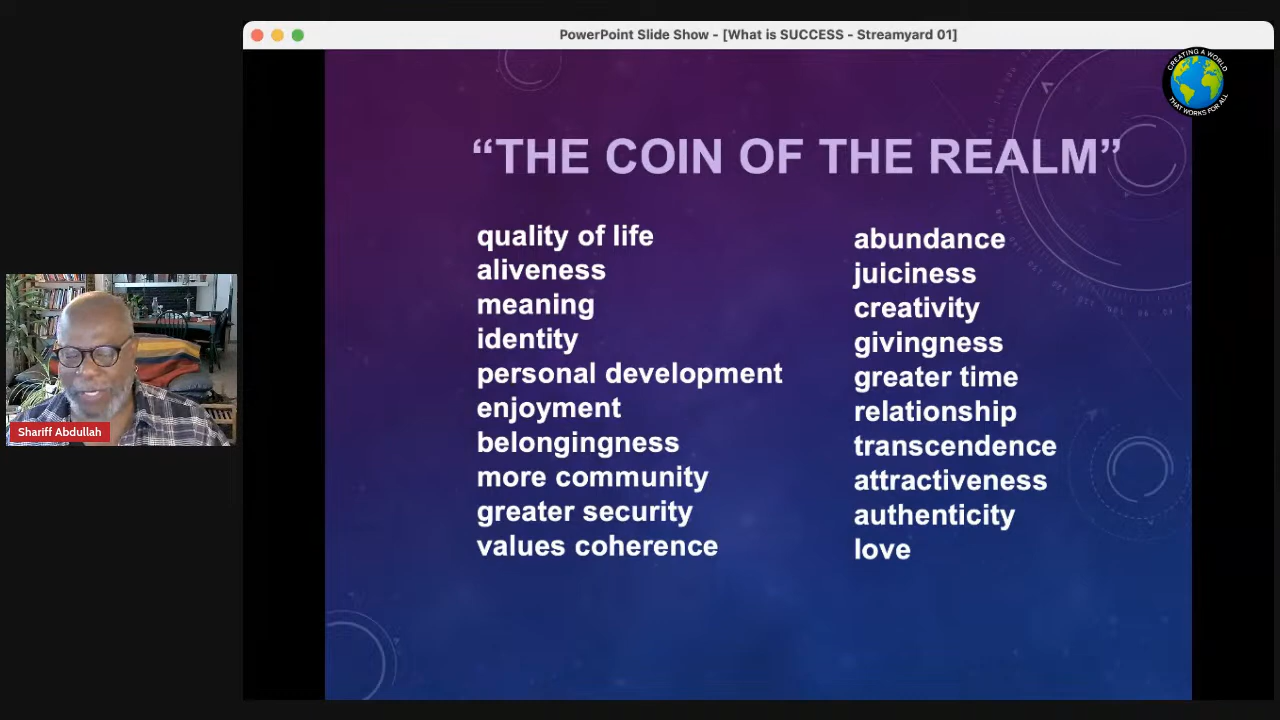 PowerPoint Slide Show - [What is SUCCESS - Streamyard 01]
CREATING A WORLD
THAT WORKS FOR ALL
“THE COIN OF THE REALM”
quality of life
aliveness
meaning
identity
personal development
enjoyment
belongingness
more community
greater security
values coherence
abundance
juiciness
creativity
givingness
greater time
relationship
transcendence
attractiveness
authenticity
love
Shariff Abdullah